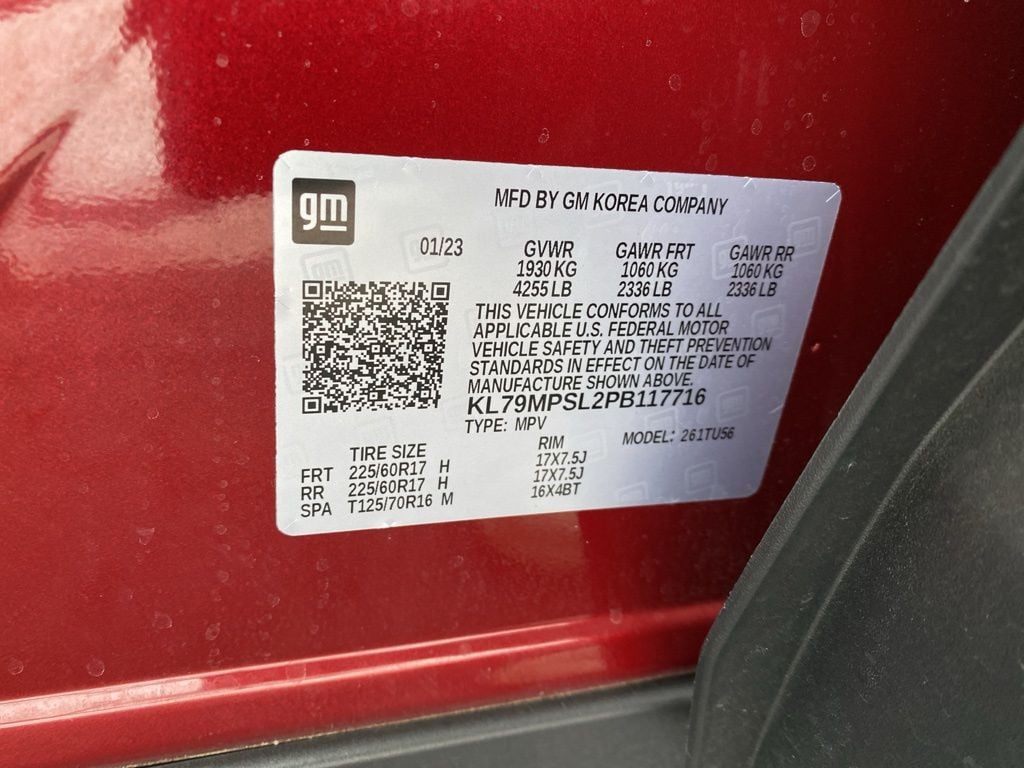 gm
MFD BY GM KOREA COMPANY
01/23 GVWR GAWR FRT GAWR RR
1930 KG 1060 KG 1060 KG
4255 LB 2336 LB 2336 LB
THIS VEHICLE CONFORMS TO ALL
APPLICABLE U.S. FEDERAL MOTOR
VEHICLE SAFETY AND THEFT PREVENTION
STANDARDS IN EFFECT ON THE DATE OF
MANUFACTURE SHOWN ABOVE.
KL79MPSL2PB117716
TYPE: MPV MODEL: 261TU56
TIRE SIZE RIM
FRT 225/60R17 H 17X7.5J
RR 225/60R17 H 17X7.5J
SPA T125/70R16 M 16X4BT